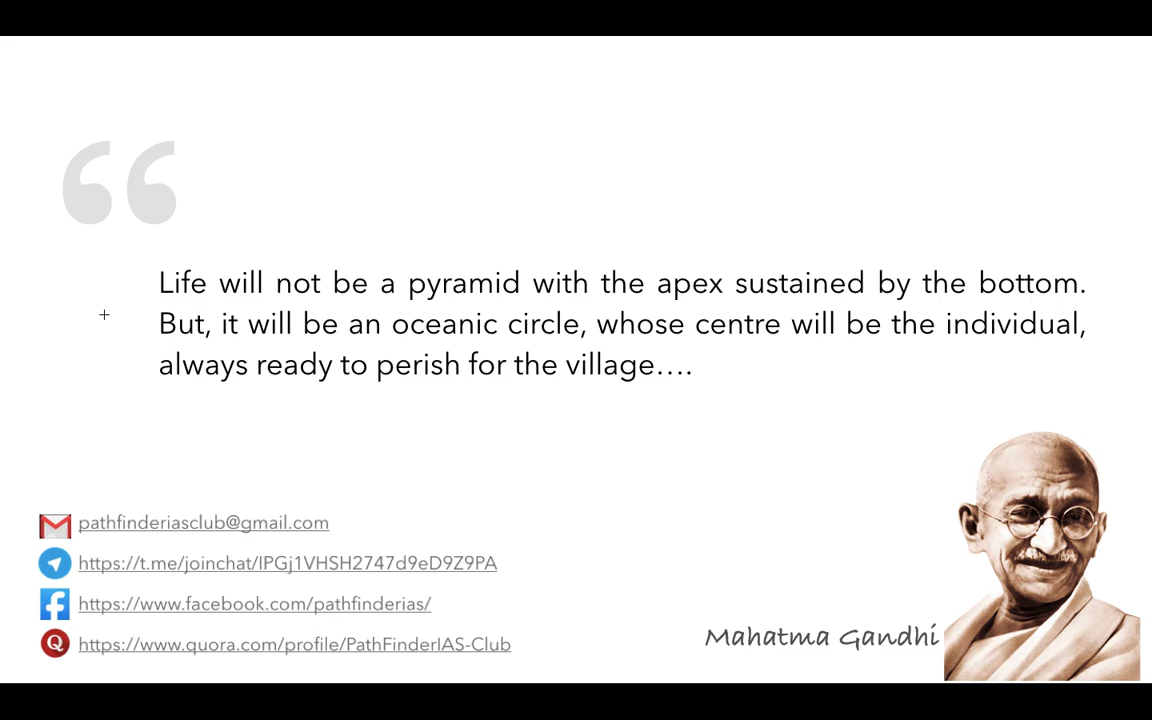 “
Life will not be a pyramid with the apex sustained by the bottom.
But, it will be an oceanic circle, whose centre will be the individual,
always ready to perish for the village….
pathfinderiasclub@gmail.com
https://t.me/joinchat/IPGj1VHSH2747d9eD9Z9PA
https://www.facebook.com/pathfinderias/
https://www.quora.com/profile/PathFinderIAS-Club
Mahatma Gandhi